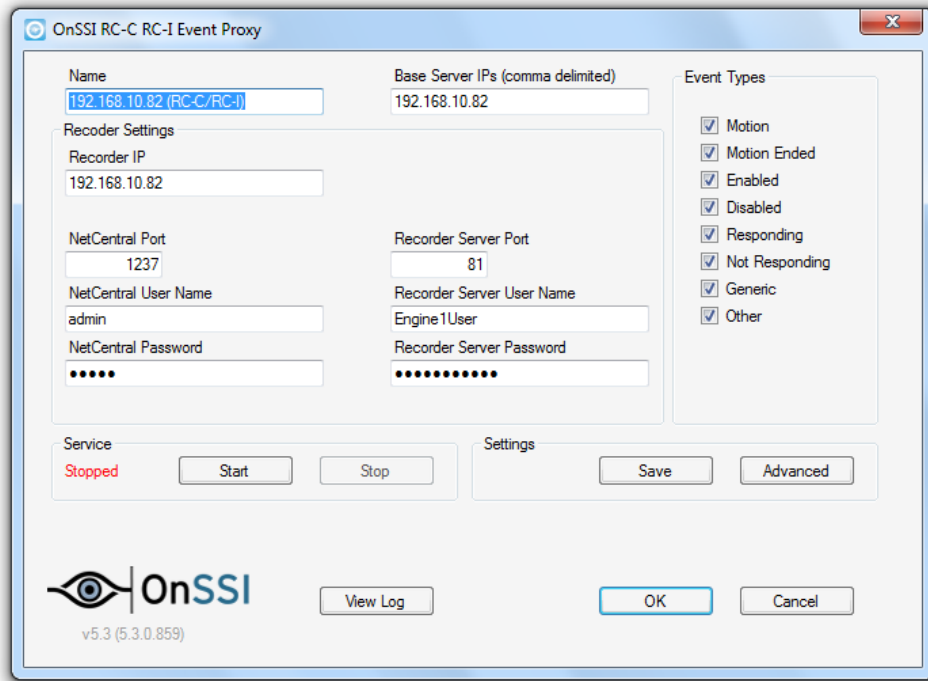 OnSSI RC-C RC-I Event Proxy
Name
192.168.10.82 (RC-C/RC-I)
Base Server IPs (comma delimited)
192.168.10.82
Recoder Settings
Recorder IP
192.168.10.82
NetCentral Port
1237
Recorder Server Port
81
NetCentral User Name
admin
Recorder Server User Name
Engine1User
NetCentral Password
•••••
Recorder Server Password
•••••••••••
Event Types
Motion
Motion Ended
Enabled
Disabled
Responding
Not Responding
Generic
Other
Service
Stopped
Start
Stop
Settings
Save
Advanced
OnSSI
v5.3 (5.3.0.859)
View Log
OK
Cancel